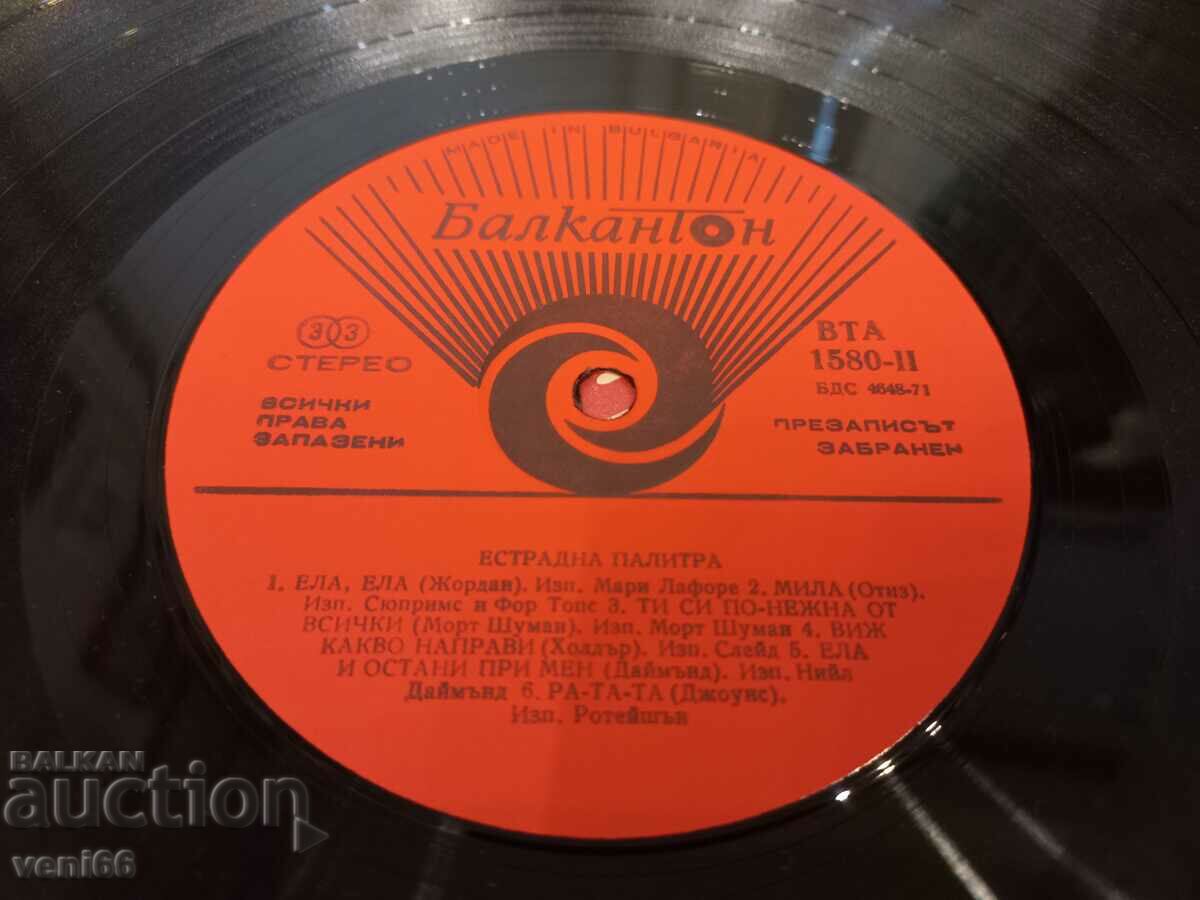 MADE IN BULGARIA
Балкантон
33
СТЕРЕО
ВСИЧКИ
ПРАВА
ЗАПАЗЕНИ
ВТА
1580-II
БДС 4648-71
ПРЕЗАПИСЪТ
ЗАБРАНЕН
ЕСТРАДНА ПАЛИТРА
1. ЕЛА, ЕЛА (Жордан). Изп. Мари Лафоре 2. МИЛА (Отиз).
Изп. Сюпримс и Фор Топс 3. ТИ СИ ПО-НЕЖНА ОТ
ВСИЧКИ (Морт Шуман). Изп. Морт Шуман 4. ВИЖ
КАКВО НАПРАВИ (Холдър). Изп. Слейд 5. ЕЛА
И ОСТАНИ ПРИ МЕН (Даймънд). Изп. Нийл
Даймънд 6. РА-ТА-ТА (Джоунс).
Изп. Ротейшън
BALKAN
auction
veni66